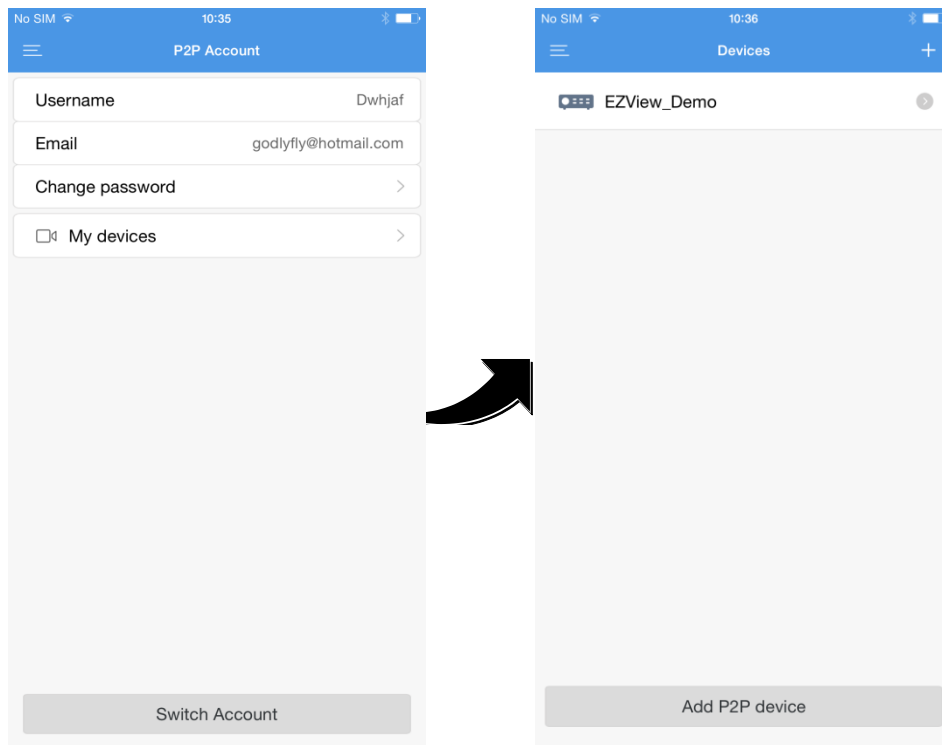 No SIM 10:35
P2P Account
Username Dwhjaf
Email godlyfly@hotmail.com
Change password
My devices
Switch Account
No SIM 10:36
Devices
EZView_Demo
Add P2P device